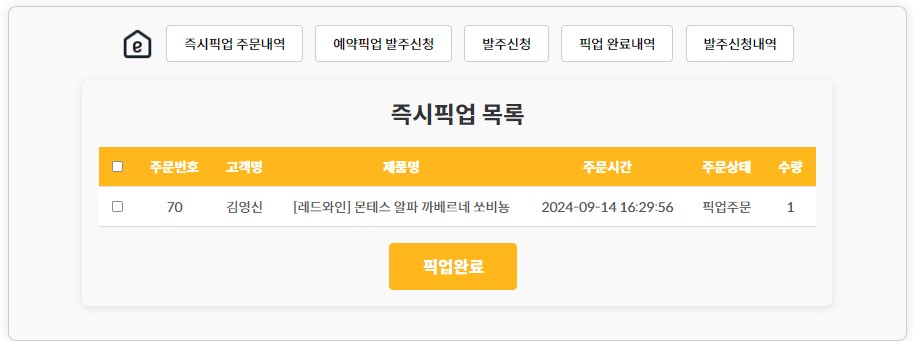 e 즉시픽업 주문내역 예약픽업 발주신청 발주신청 픽업 완료내역 발주신청내역
즉시픽업 목록
주문번호 고객명 제품명 주문시간 주문상태 수량
70 김영신 [레드와인] 몬테스 알파 까베르네 쏘비뇽 2024-09-14 16:29:56 픽업주문 1
픽업완료